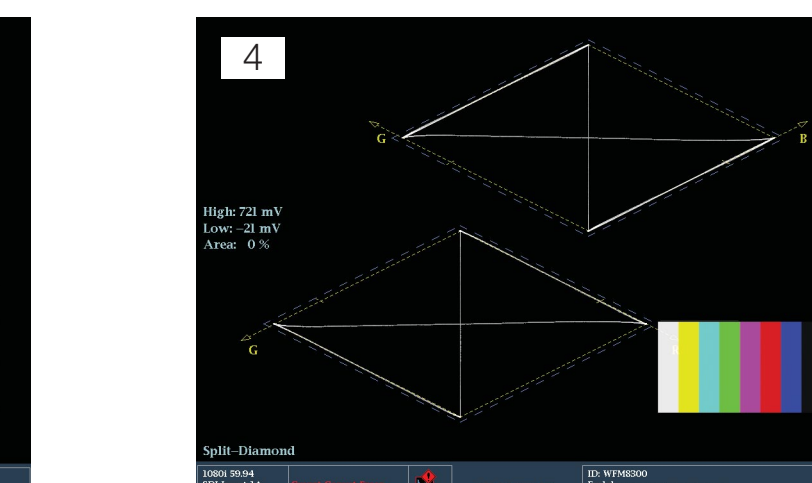 4
G
B
High: 721 mV
Low: −21 mV
Area: 0 %
G
R
Split−Diamond
1080i 59.94
ID: WFM8300